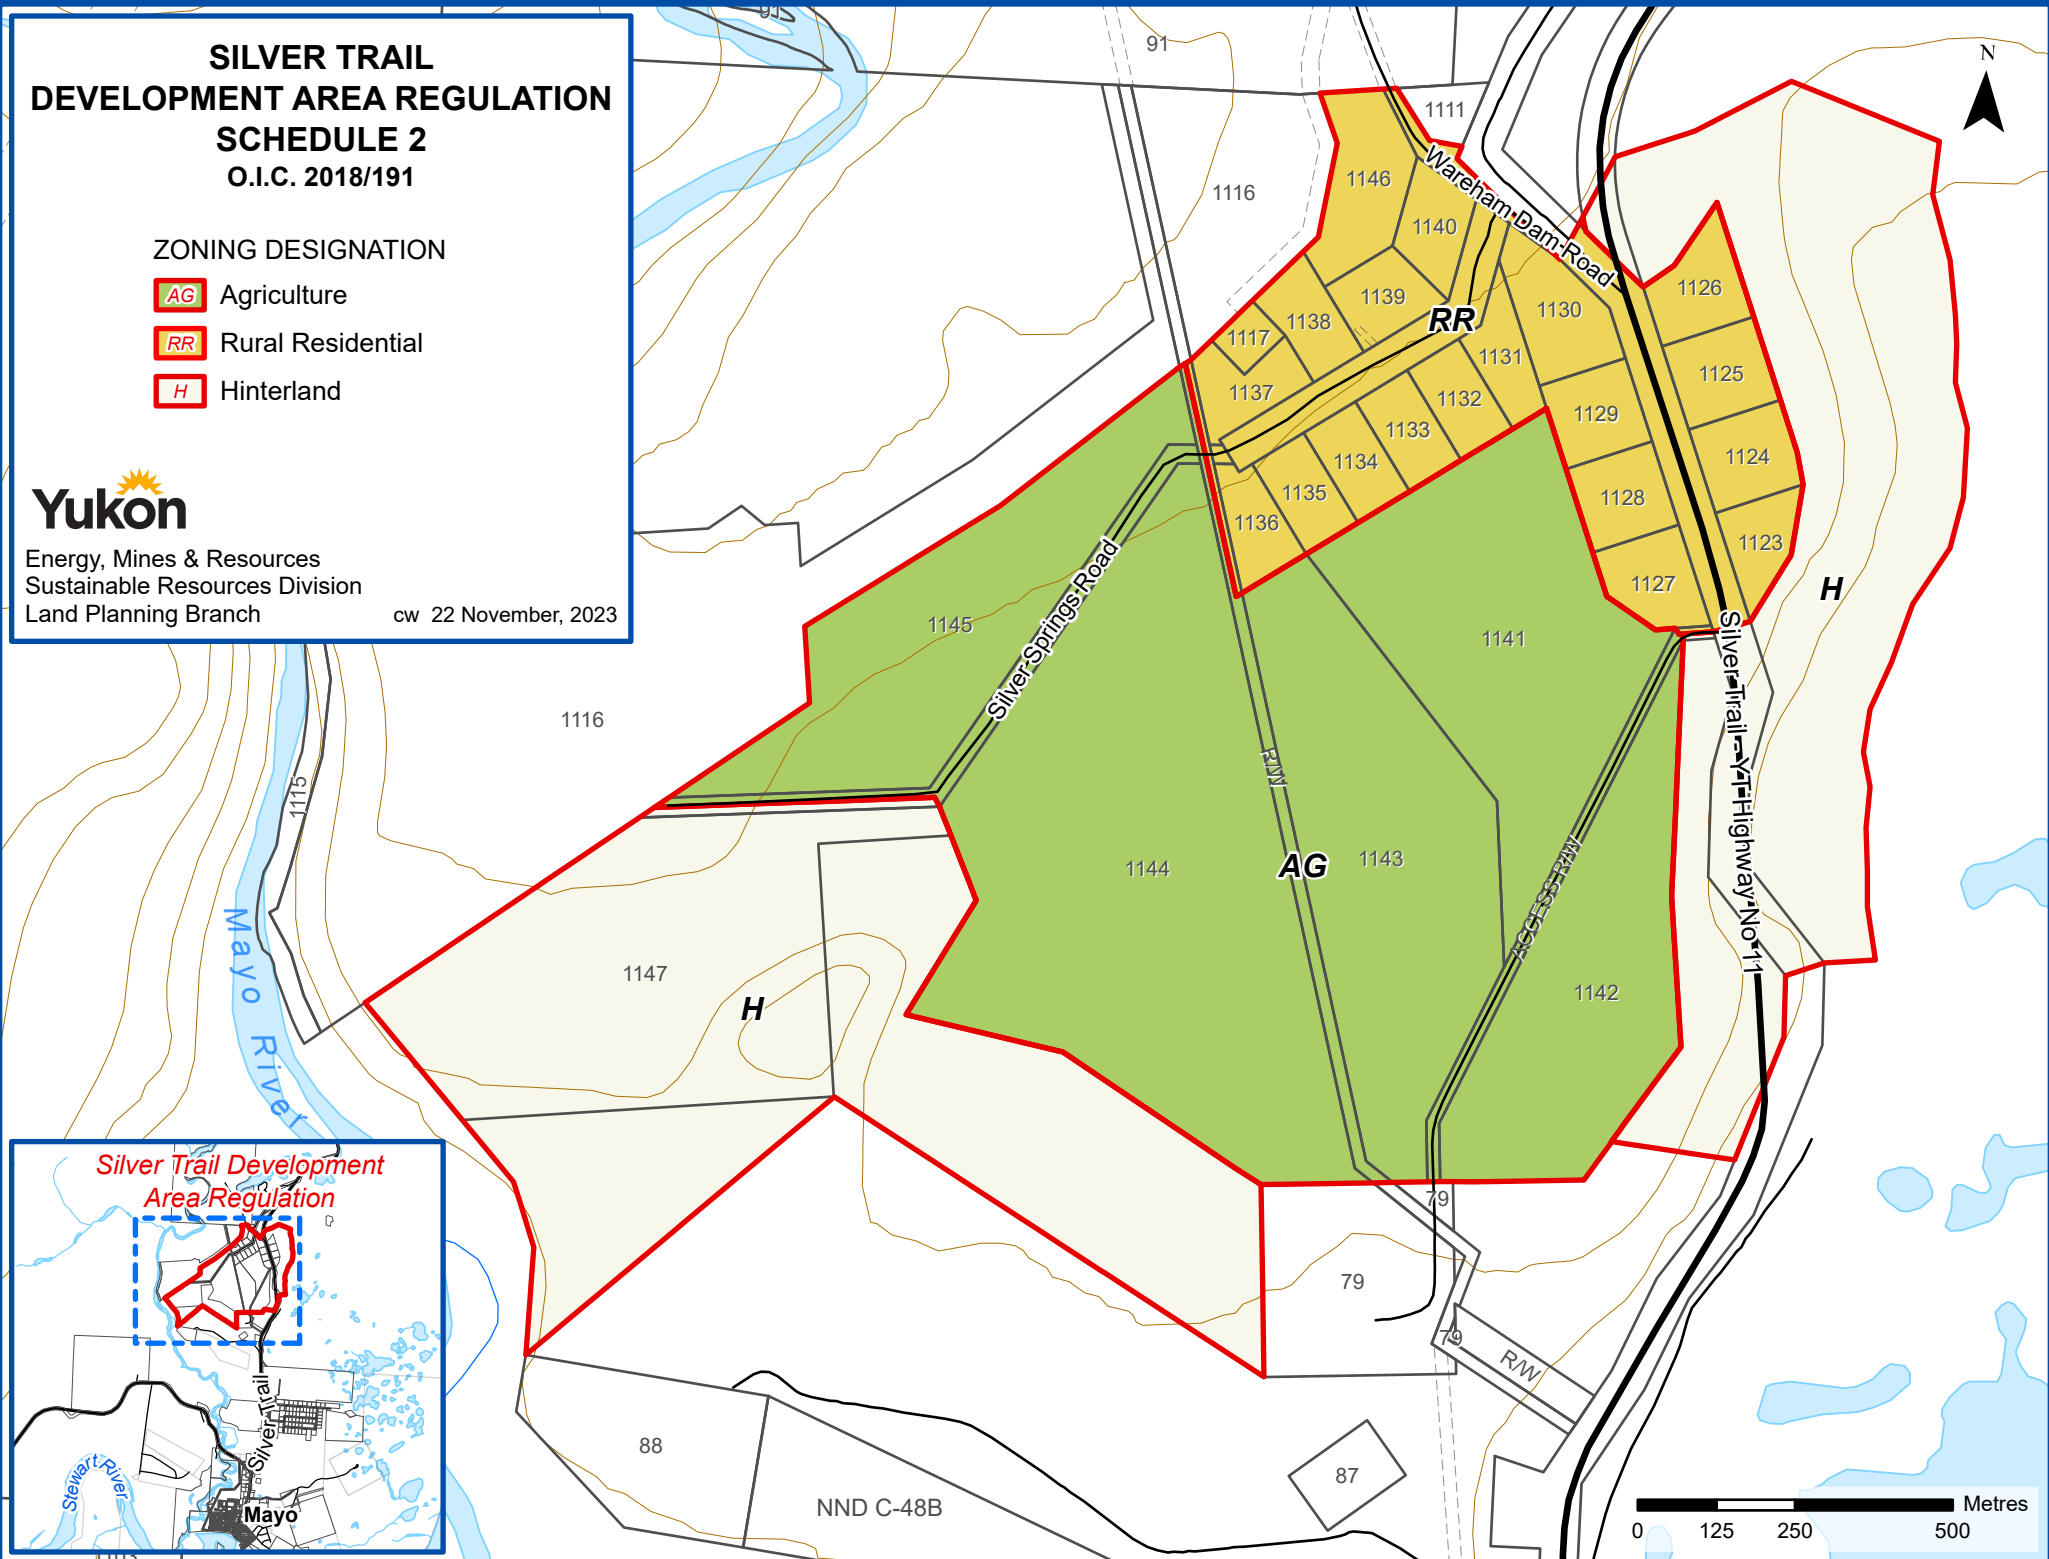 SILVER TRAIL
DEVELOPMENT AREA REGULATION
SCHEDULE 2
O.I.C. 2018/191
ZONING DESIGNATION
AG Agriculture
RR Rural Residential
H Hinterland
Yukon
Energy, Mines & Resources
Sustainable Resources Division
Land Planning Branch
cw 22 November, 2023
91
91
N
1111
1116
1146
Wareham Dam Road
1140
1139
1138
1117
1137
RR
1130
1126
1131
1125
1132
1129
1133
1124
1134
1128
1135
1136
1123
1127
H
Silver Springs Road
1145
1141
1116
1115
R/W
Silver Trail - YT Highway No 11
1144
AG
1143
ACCESS R/W
1147
H
1142
Mayo River
79
79
79
R/W
88
87
NND C-48B
Silver Trail Development
Area Regulation
Silver Trail
Stewart River
Mayo
Metres
0 125 250 500